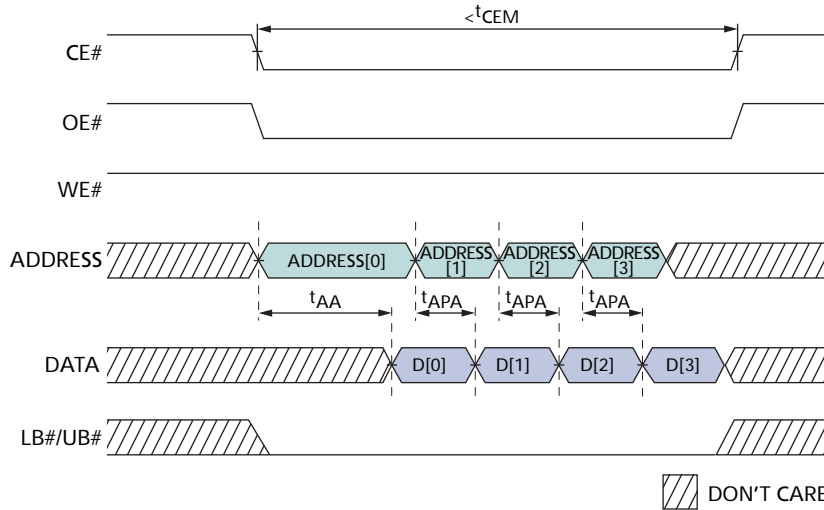 <tCEM
CE#
OE#
WE#
ADDRESS
ADDRESS[0]
ADDRESS
[1]
ADDRESS
[2]
ADDRESS
[3]
tAA
tAPA
tAPA
tAPA
DATA
D[0]
D[1]
D[2]
D[3]
LB#/UB#
DON'T CARE